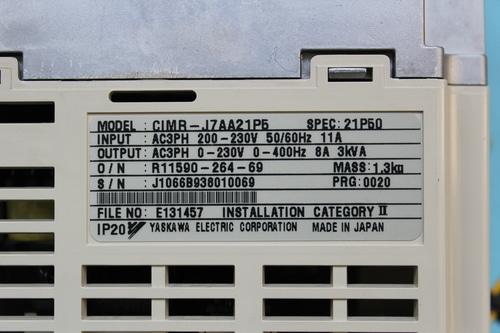 MODEL : CIMR-J7AA21P5 SPEC: 21P50
INPUT : AC3PH 200-230V 50/60Hz 11A
OUTPUT: AC3PH 0-230V 0-400Hz 8A 3kVA
O / N : R11590-264-69 MASS: 1.3kg
S / N : J1066B938010069 PRG: 0020
FILE NO: E131457 INSTALLATION CATEGORY II
IP20 YASKAWA ELECTRIC CORPORATION MADE IN JAPAN